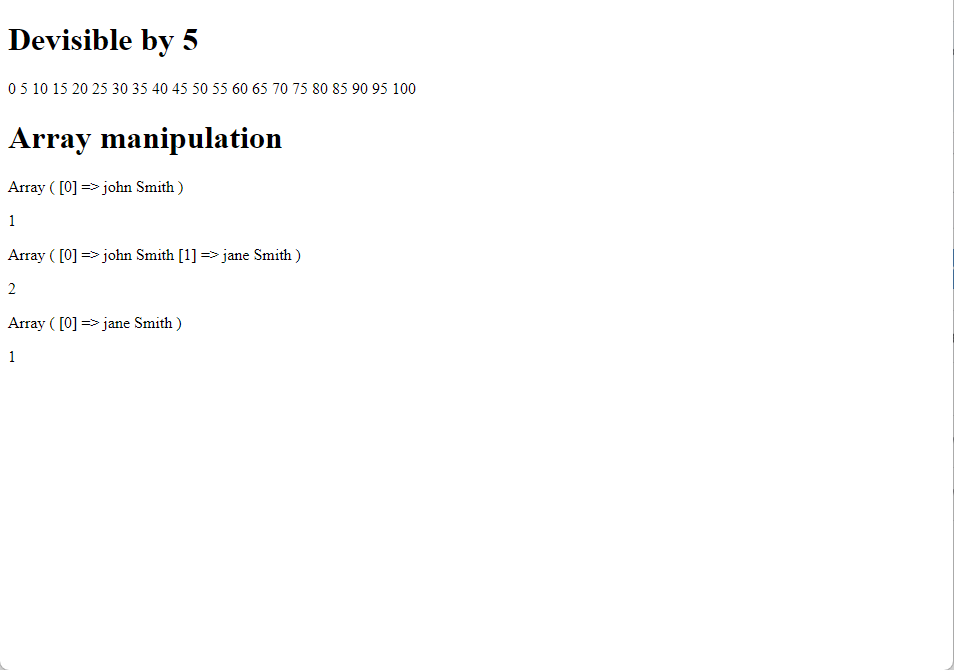 Devisible by 5
0 5 10 15 20 25 30 35 40 45 50 55 60 65 70 75 80 85 90 95 100
Array manipulation
Array ( [0] => john Smith )
1
Array ( [0] => john Smith [1] => jane Smith )
2
Array ( [0] => jane Smith )
1